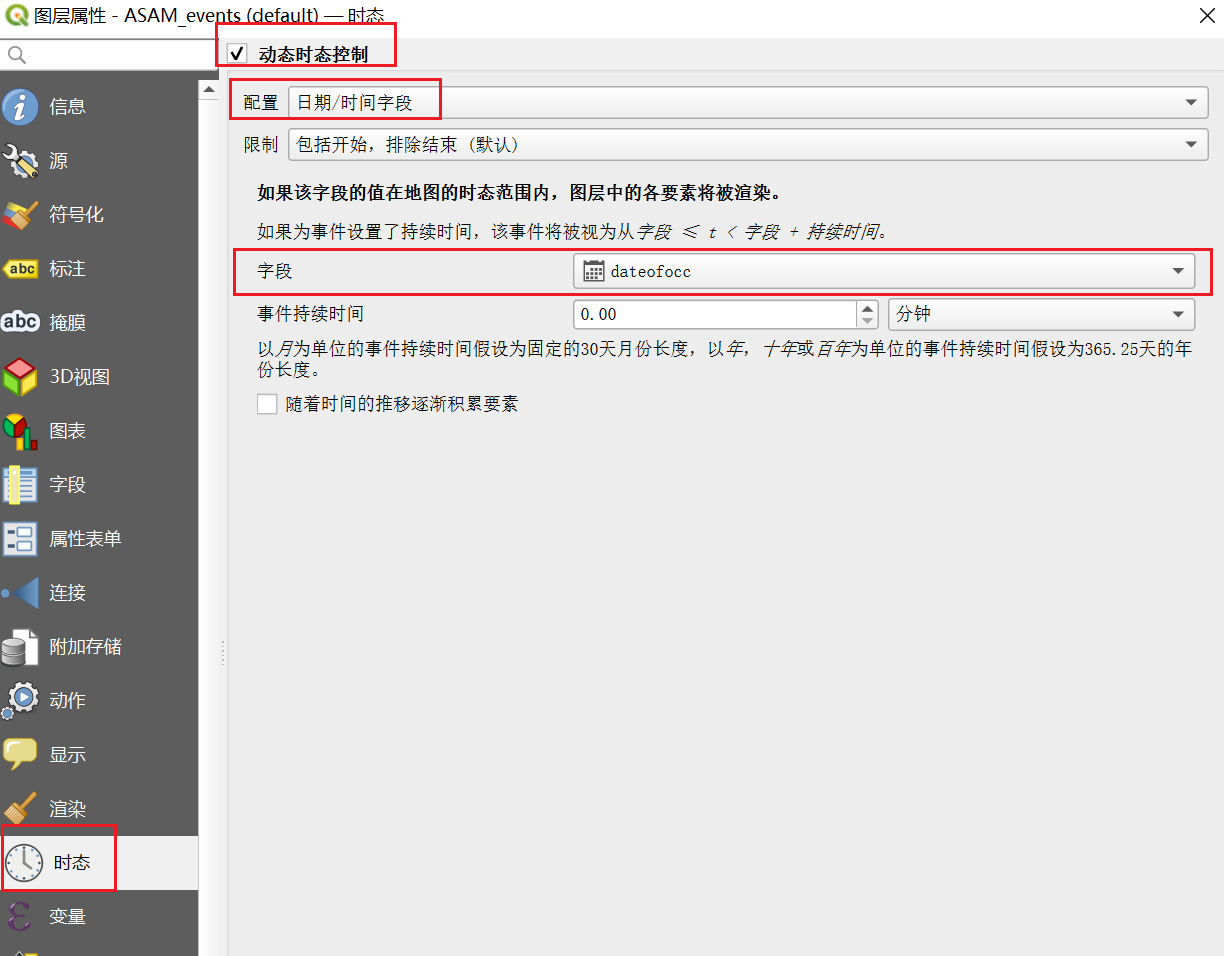 图层属性 - ASAM_events (default) — 时态
动态时态控制
配置 日期/时间字段
限制 包括开始，排除结束（默认）
如果该字段的值在地图的时态范围内，图层中的各要素将被渲染。
如果为事件设置了持续时间，该事件将被视为从字段 ≤ t < 字段 + 持续时间。
字段 dateofocc
事件持续时间 0.00 分钟
以月为单位的事件持续时间假设为固定的30天月份长度，以年，十年或百年为单位的事件持续时间假设为365.25天的年
份长度。
随着时间的推移逐渐积累要素
信息
源
符号化
abc 标注
abc 掩膜
3D视图
图表
字段
属性表单
连接
附加存储
动作
显示
渲染
时态
变量